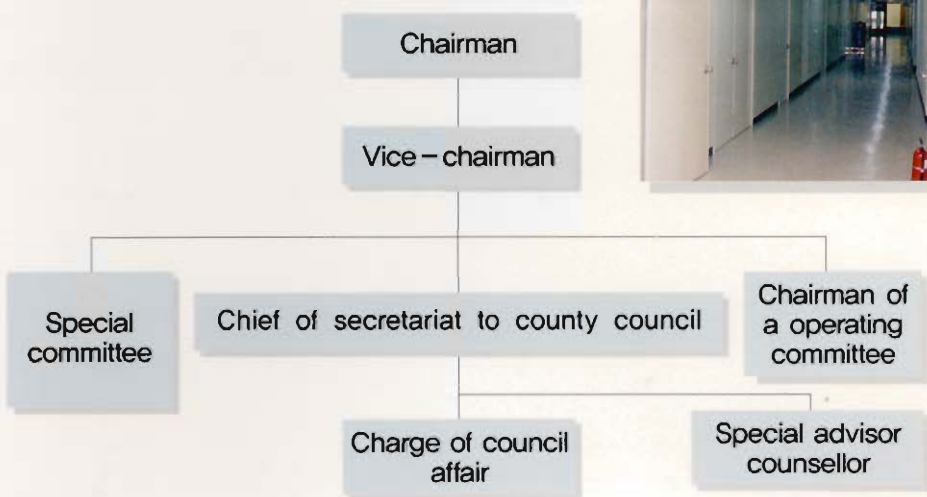 Chairman
Vice-chairman
Special
committee
Chief of secretariat to county council
Chairman of
a operating
committee
Charge of council
affair
Special advisor
counsellor